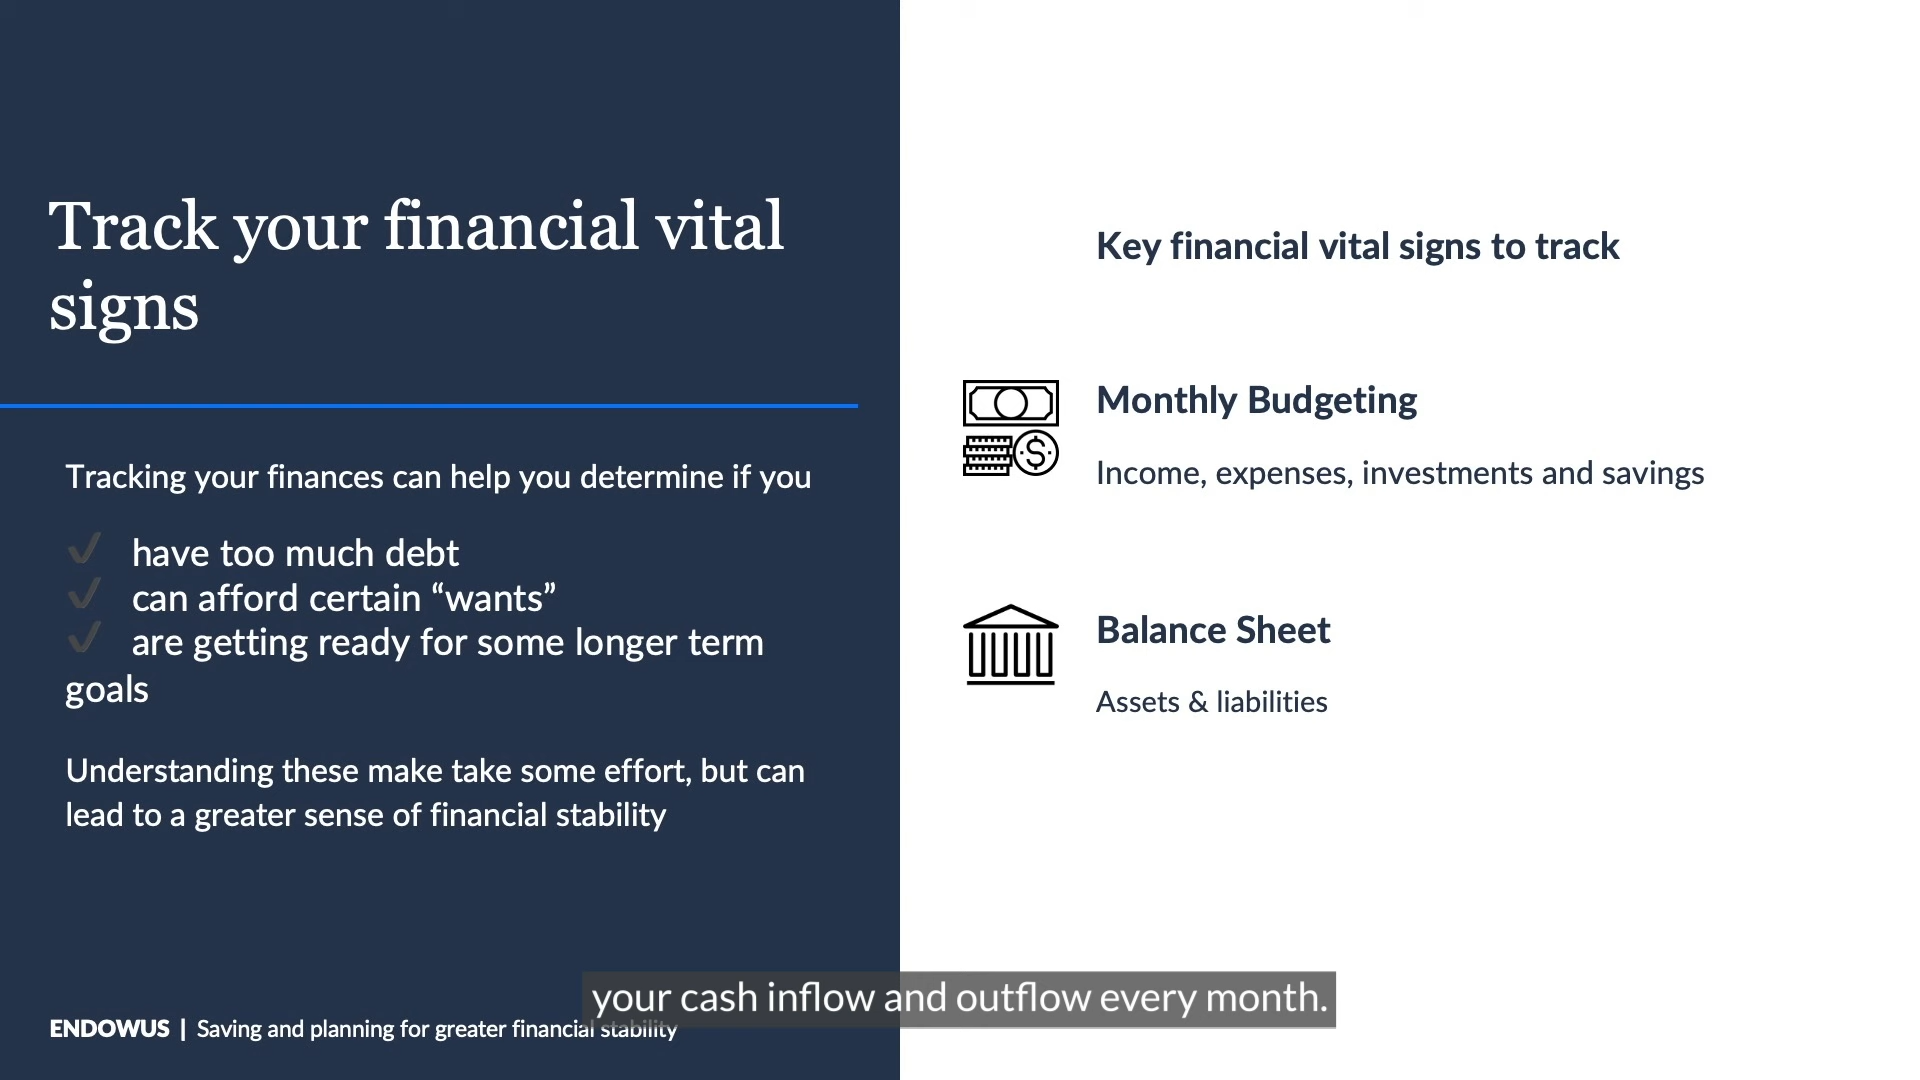 Track your financial vital
signs
Tracking your finances can help you determine if you
✔ have too much debt
✔ can afford certain “wants”
✔ are getting ready for some longer term
goals
Understanding these make take some effort, but can
lead to a greater sense of financial stability
ENDOWUS | Saving and planning for greater financial stability
Key financial vital signs to track
Monthly Budgeting
Income, expenses, investments and savings
Balance Sheet
Assets & liabilities
your cash inflow and outflow every month.